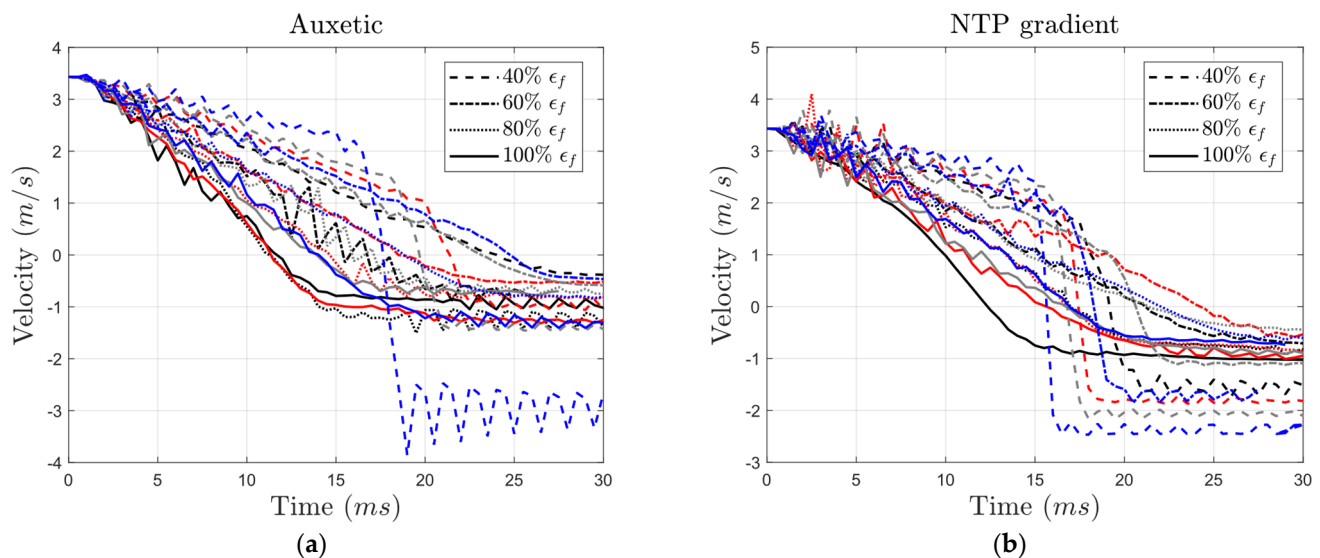 Auxetic
Velocity (m/s)
4
3
2
1
0
-1
-2
-3
-4
0 5 10 15 20 25 30
Time (ms)
40% ϵf
60% ϵf
80% ϵf
100% ϵf
(a)
NTP gradient
Velocity (m/s)
5
4
3
2
1
0
-1
-2
-3
0 5 10 15 20 25 30
Time (ms)
40% ϵf
60% ϵf
80% ϵf
100% ϵf
(b)